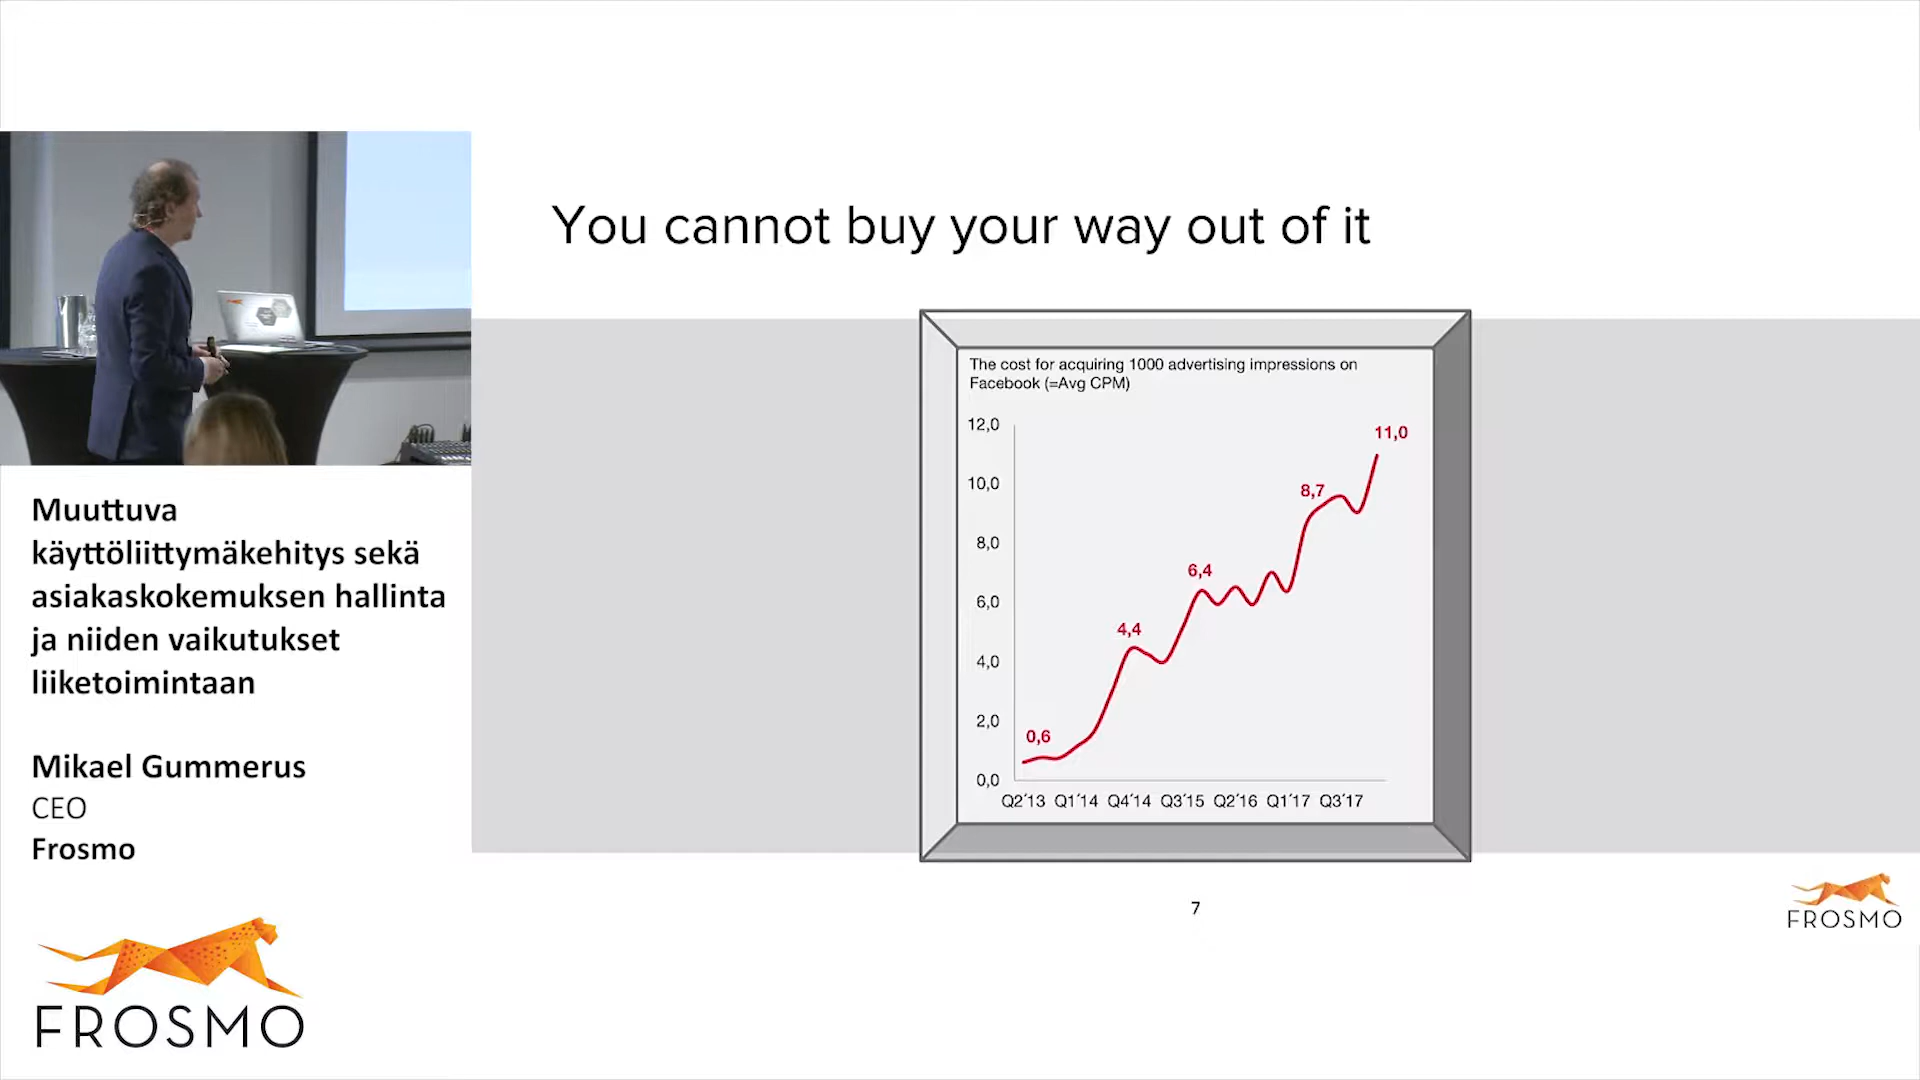 You cannot buy your way out of it
The cost for acquiring 1000 advertising impressions on
Facebook (=Avg CPM)
12,0
10,0
8,0
6,0
4,0
2,0
0,0
0,6
4,4
6,4
8,7
11,0
Q2´13 Q1´14 Q4´14 Q3´15 Q2´16 Q1´17 Q3´17
7
FROSMO
Muuttuva
käyttöliittymäkehitys sekä
asiakaskokemuksen hallinta
ja niiden vaikutukset
liiketoimintaan
Mikael Gummerus
CEO
Frosmo
FROSMO